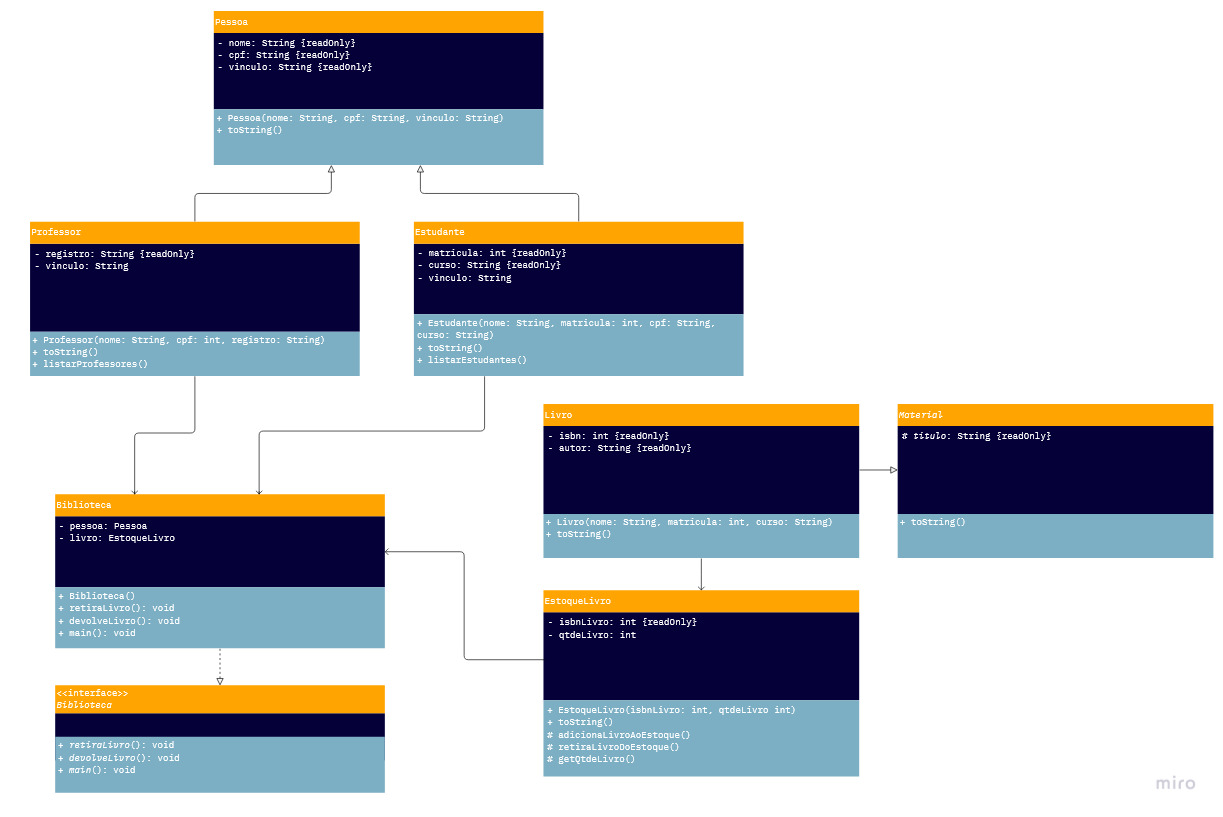 Pessoa
- nome: String {readOnly}
- cpf: String {readOnly}
- vinculo: String {readOnly}
+ Pessoa(nome: String, cpf: String, vinculo: String)
+ toString()
Professor
- registro: String {readOnly}
- vinculo: String
+ Professor(nome: String, cpf: int, registro: String)
+ toString()
+ listarProfessores()
Estudante
- matricula: int {readOnly}
- curso: String {readOnly}
- vinculo: String
+ Estudante(nome: String, matricula: int, cpf: String,
curso: String)
+ toString()
+ listarEstudantes()
Livro
- isbn: int {readOnly}
- autor: String {readOnly}
+ Livro(nome: String, matricula: int, curso: String)
+ toString()
Material
# titulo: String {readOnly}
+ toString()
Biblioteca
- pessoa: Pessoa
- livro: EstoqueLivro
+ Biblioteca()
+ retiraLivro(): void
+ devolveLivro(): void
+ main(): void
EstoqueLivro
- isbnLivro: int {readOnly}
- qtdeLivro: int
+ EstoqueLivro(isbnLivro: int, qtdeLivro int)
+ toString()
# adicionaLivroAoEstoque()
# retiraLivroDoEstoque()
# getQtdeLivro()
<<interface>>
Biblioteca
+ retiraLivro(): void
+ devolveLivro(): void
+ main(): void
miro